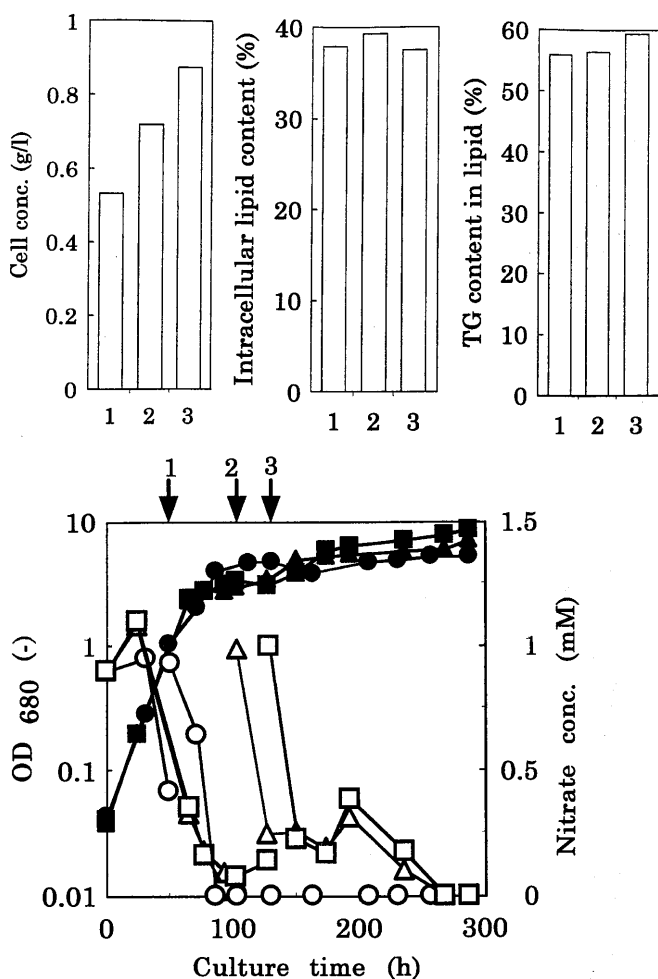 1
0.8
0.6
0.4
0.2
0
Cell conc. (g/l)
1 2 3
40
30
20
10
0
Intracellular lipid content (%)
1 2 3
60
50
40
30
20
10
0
TG content in lipid (%)
1 2 3
1 2 3
10
1
0.1
0.01
OD 680 (-)
1.5
1
0.5
0
Nitrate conc. (mM)
0 100 200 300
Culture time (h)